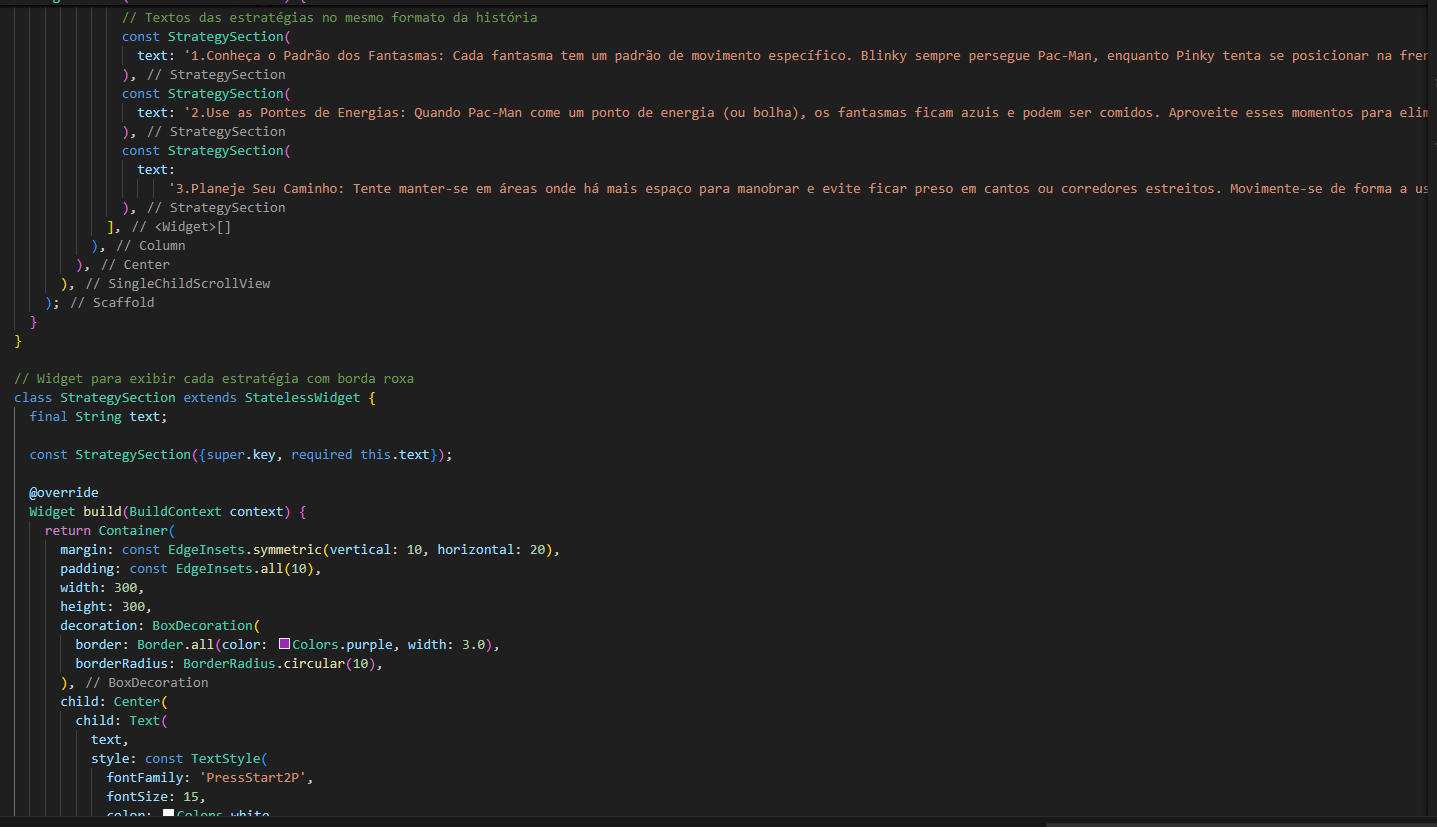 // Textos das estratégias no mesmo formato da história
const StrategySection(
text: '1.Conheça o Padrão dos Fantasmas: Cada fantasma tem um padrão de movimento específico. Blinky sempre persegue Pac-Man, enquanto Pinky tenta se posicionar na fren
), // StrategySection
const StrategySection(
text: '2.Use as Pontes de Energias: Quando Pac-Man come um ponto de energia (ou bolha), os fantasmas ficam azuis e podem ser comidos. Aproveite esses momentos para elim
), // StrategySection
const StrategySection(
text:
'3.Planeje Seu Caminho: Tente manter-se em áreas onde há mais espaço para manobrar e evite ficar preso em cantos ou corredores estreitos. Movimente-se de forma a us
), // StrategySection
], // <Widget>[]
), // Column
), // Center
), // SingleChildScrollView
); // Scaffold
}
}
// Widget para exibir cada estratégia com borda roxa
class StrategySection extends StatelessWidget {
final String text;
const StrategySection({super.key, required this.text});
@override
Widget build(BuildContext context) {
return Container(
margin: const EdgeInsets.symmetric(vertical: 10, horizontal: 20),
padding: const EdgeInsets.all(10),
width: 300,
height: 300,
decoration: BoxDecoration(
border: Border.all(color: Colors.purple, width: 3.0),
borderRadius: BorderRadius.circular(10),
), // BoxDecoration
child: Center(
child: Text(
text,
style: const TextStyle(
fontFamily: 'PressStart2P',
fontSize: 15,
color: Colors.white